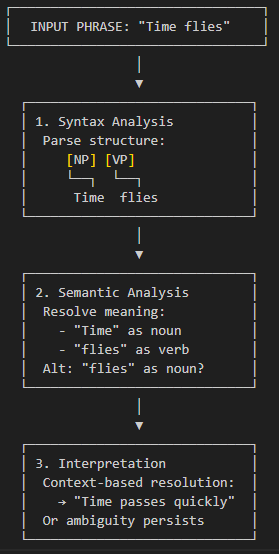 INPUT PHRASE: "Time flies"
1. Syntax Analysis
Parse structure:
[NP] [VP]
Time flies
2. Semantic Analysis
Resolve meaning:
- "Time" as noun
- "flies" as verb
Alt: "flies" as noun?
3. Interpretation
Context-based resolution:
→ "Time passes quickly"
Or ambiguity persists